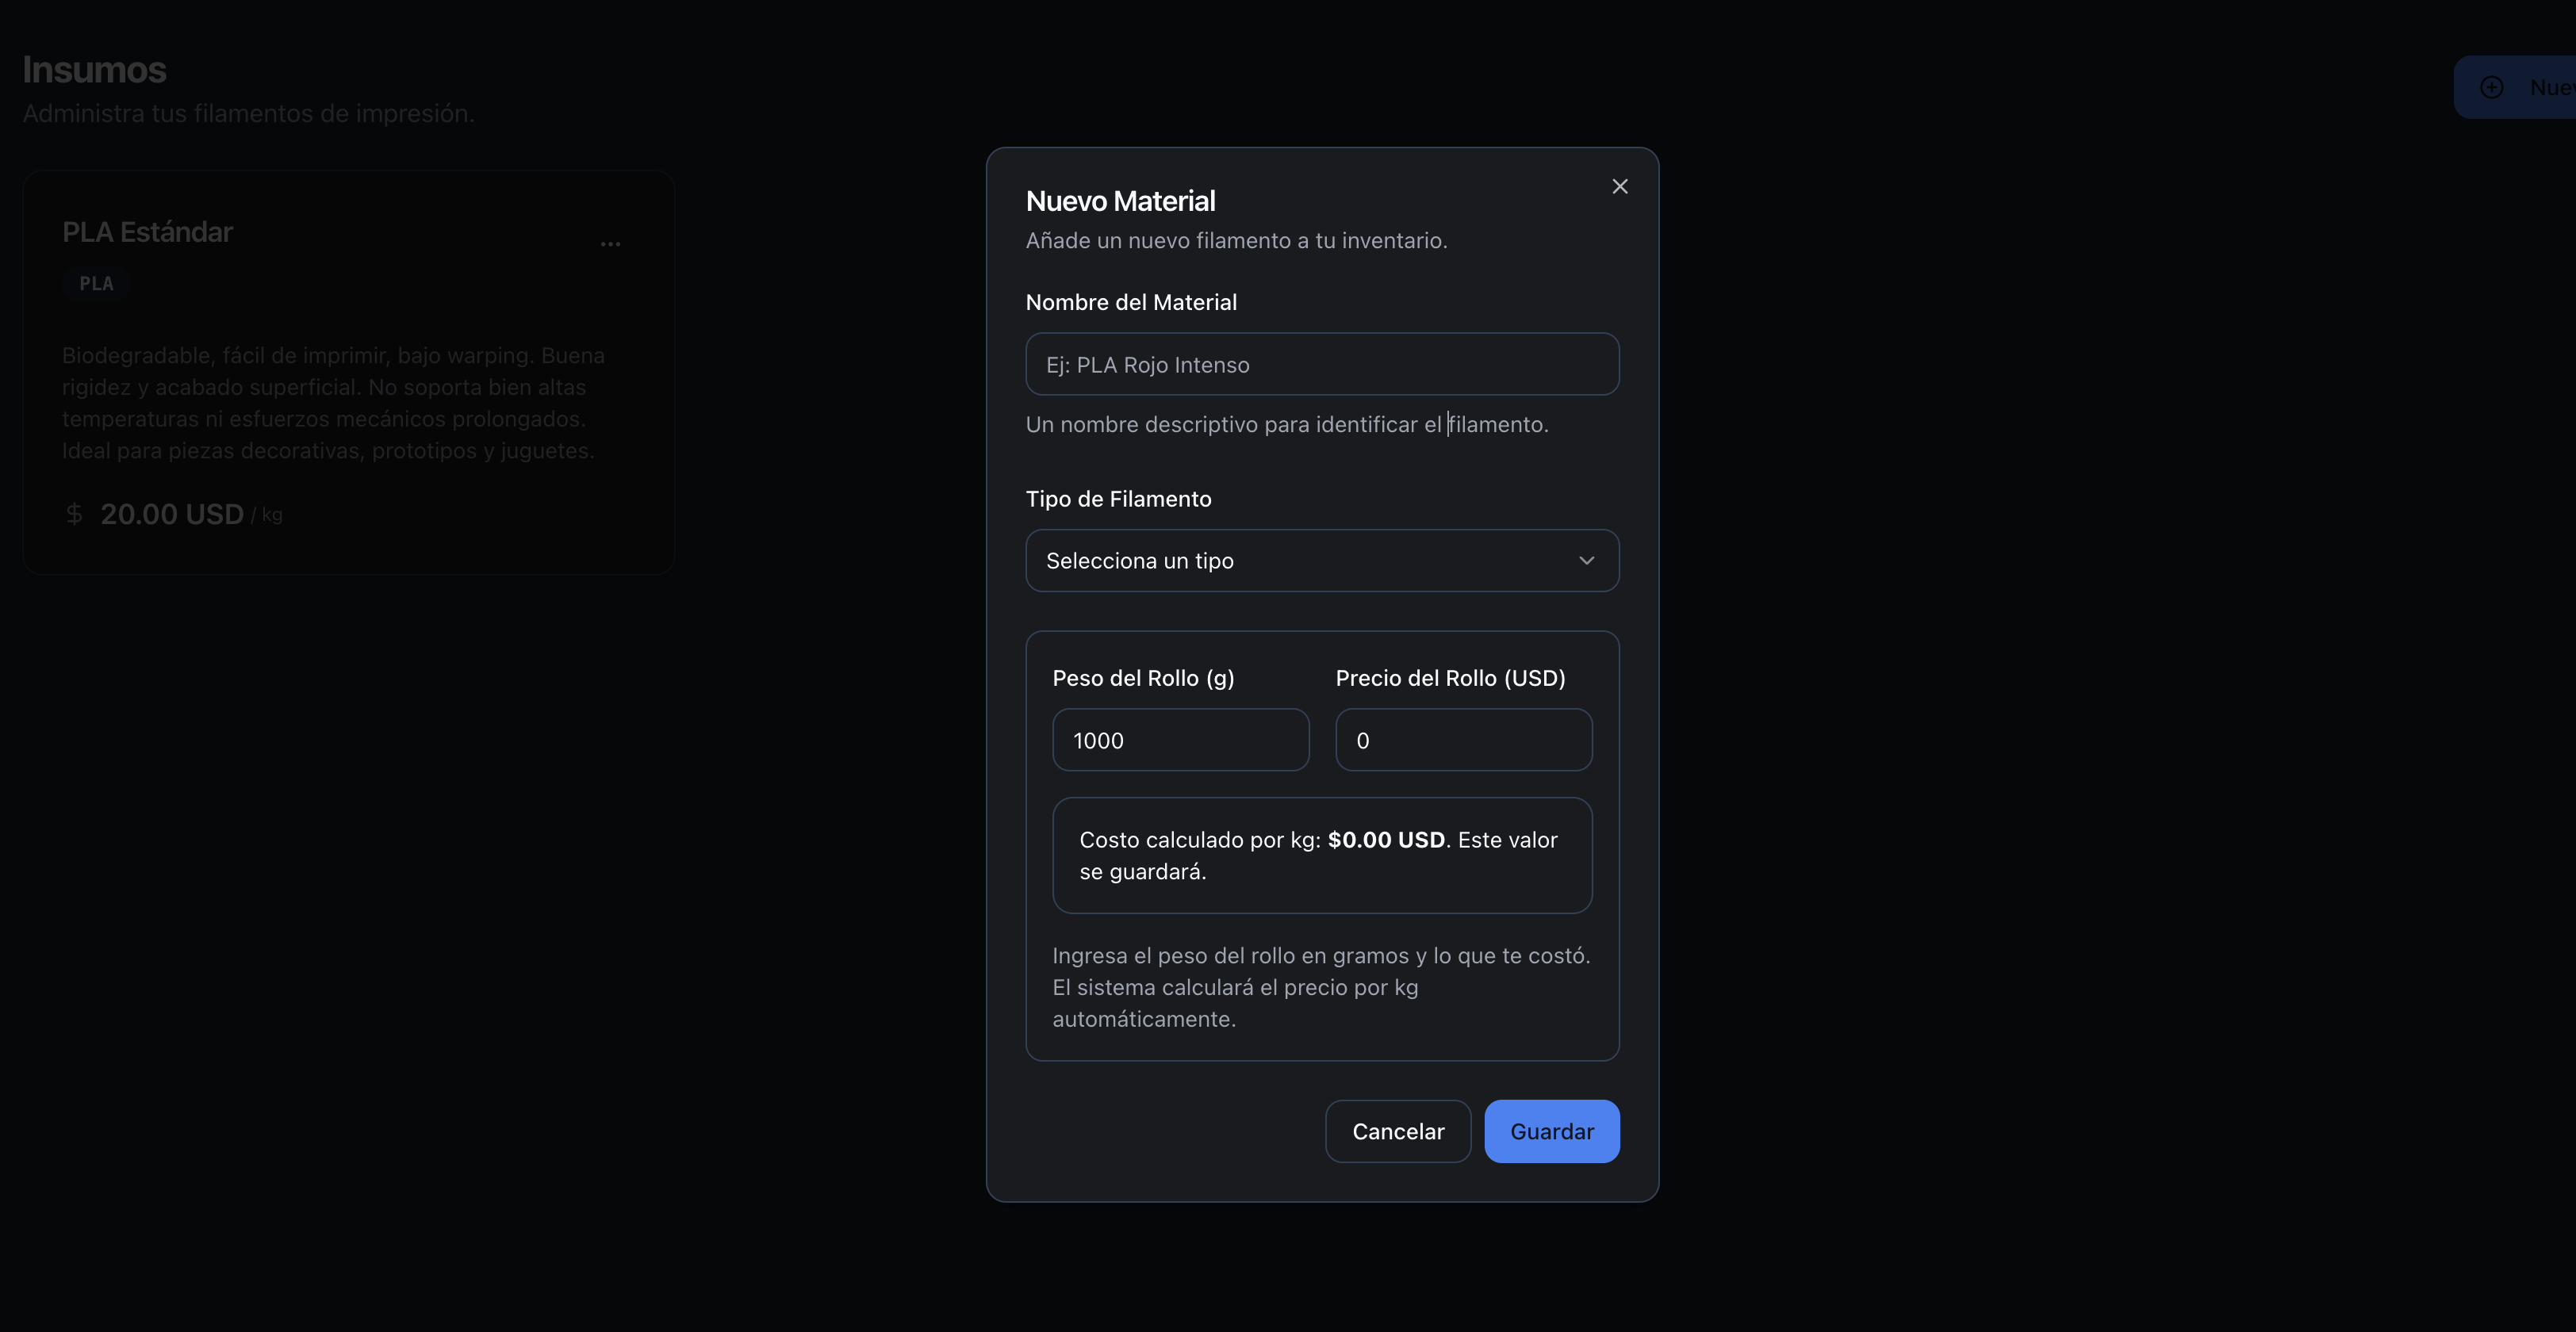 Insumos
Administra tus filamentos de impresión.
PLA Estándar
PLA
Biodegradable, fácil de imprimir, bajo warping. Buena
rigidez y acabado superficial. No soporta bien altas
temperaturas ni esfuerzos mecánicos prolongados.
Ideal para piezas decorativas, prototipos y juguetes.
$ 20.00 USD / kg
Nuevo Material
Añade un nuevo filamento a tu inventario.
Nombre del Material
Ej: PLA Rojo Intenso
Un nombre descriptivo para identificar el filamento.
Tipo de Filamento
Selecciona un tipo
Peso del Rollo (g)
Precio del Rollo (USD)
1000
0
Costo calculado por kg: $0.00 USD. Este valor
se guardará.
Ingresa el peso del rollo en gramos y lo que te costó.
El sistema calculará el precio por kg
automáticamente.
Cancelar
Guardar